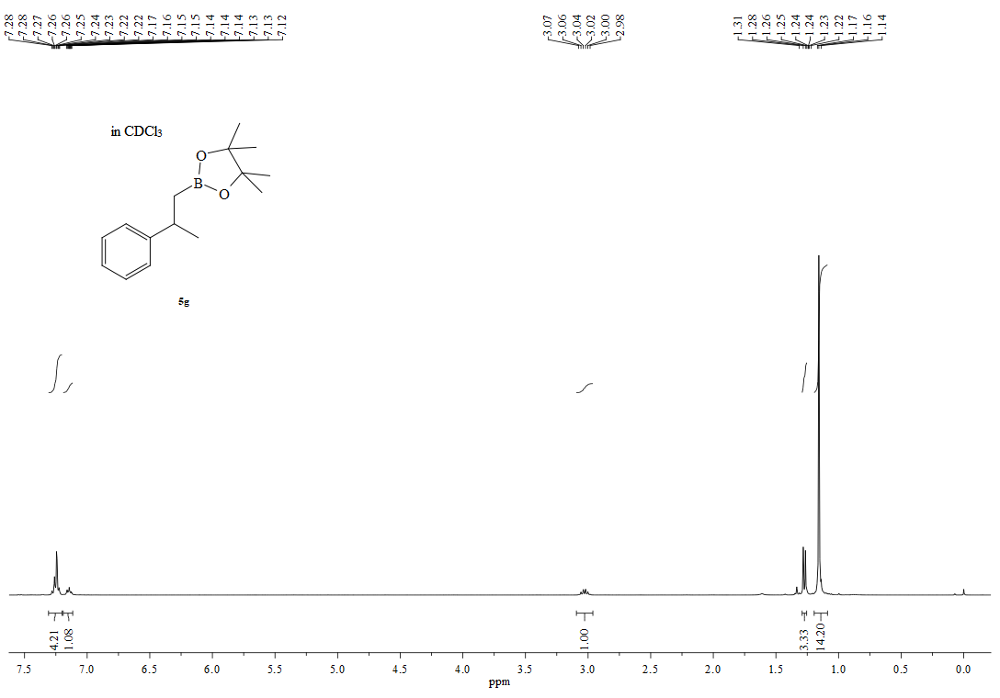 7.28 7.28 7.27 7.26 7.26 7.25 7.24 7.23 7.22 7.22 7.17 7.16 7.15 7.15 7.14 7.14 7.14 7.13 7.13 7.12 3.07 3.06 3.04 3.02 3.00 2.98 1.31 1.28 1.26 1.25 1.24 1.24 1.23 1.22 1.17 1.16 1.14
in CDCl3
O
B
O
5g
4.21 1.08 1.00 3.33 14.20
7.5 7.0 6.5 6.0 5.5 5.0 4.5 4.0 3.5 3.0 2.5 2.0 1.5 1.0 0.5 0.0
ppm